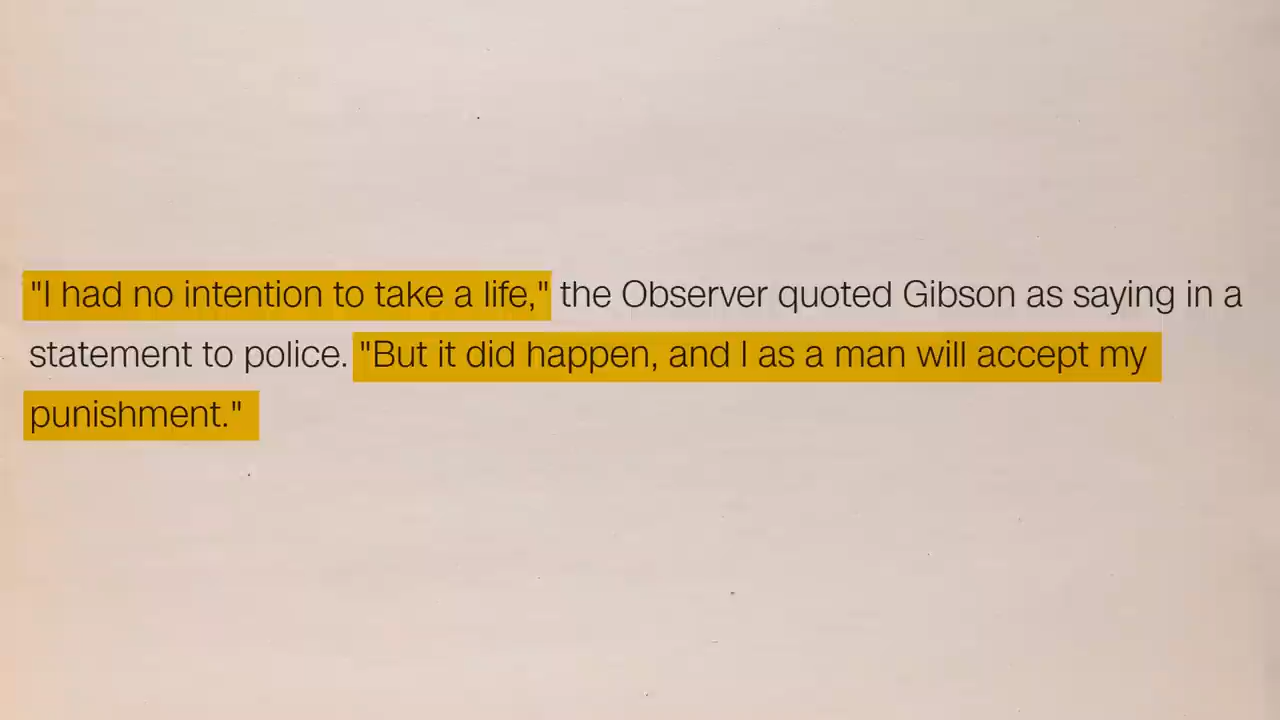 "I had no intention to take a life," the Observer quoted Gibson as saying in a
statement to police. "But it did happen, and I as a man will accept my
punishment."